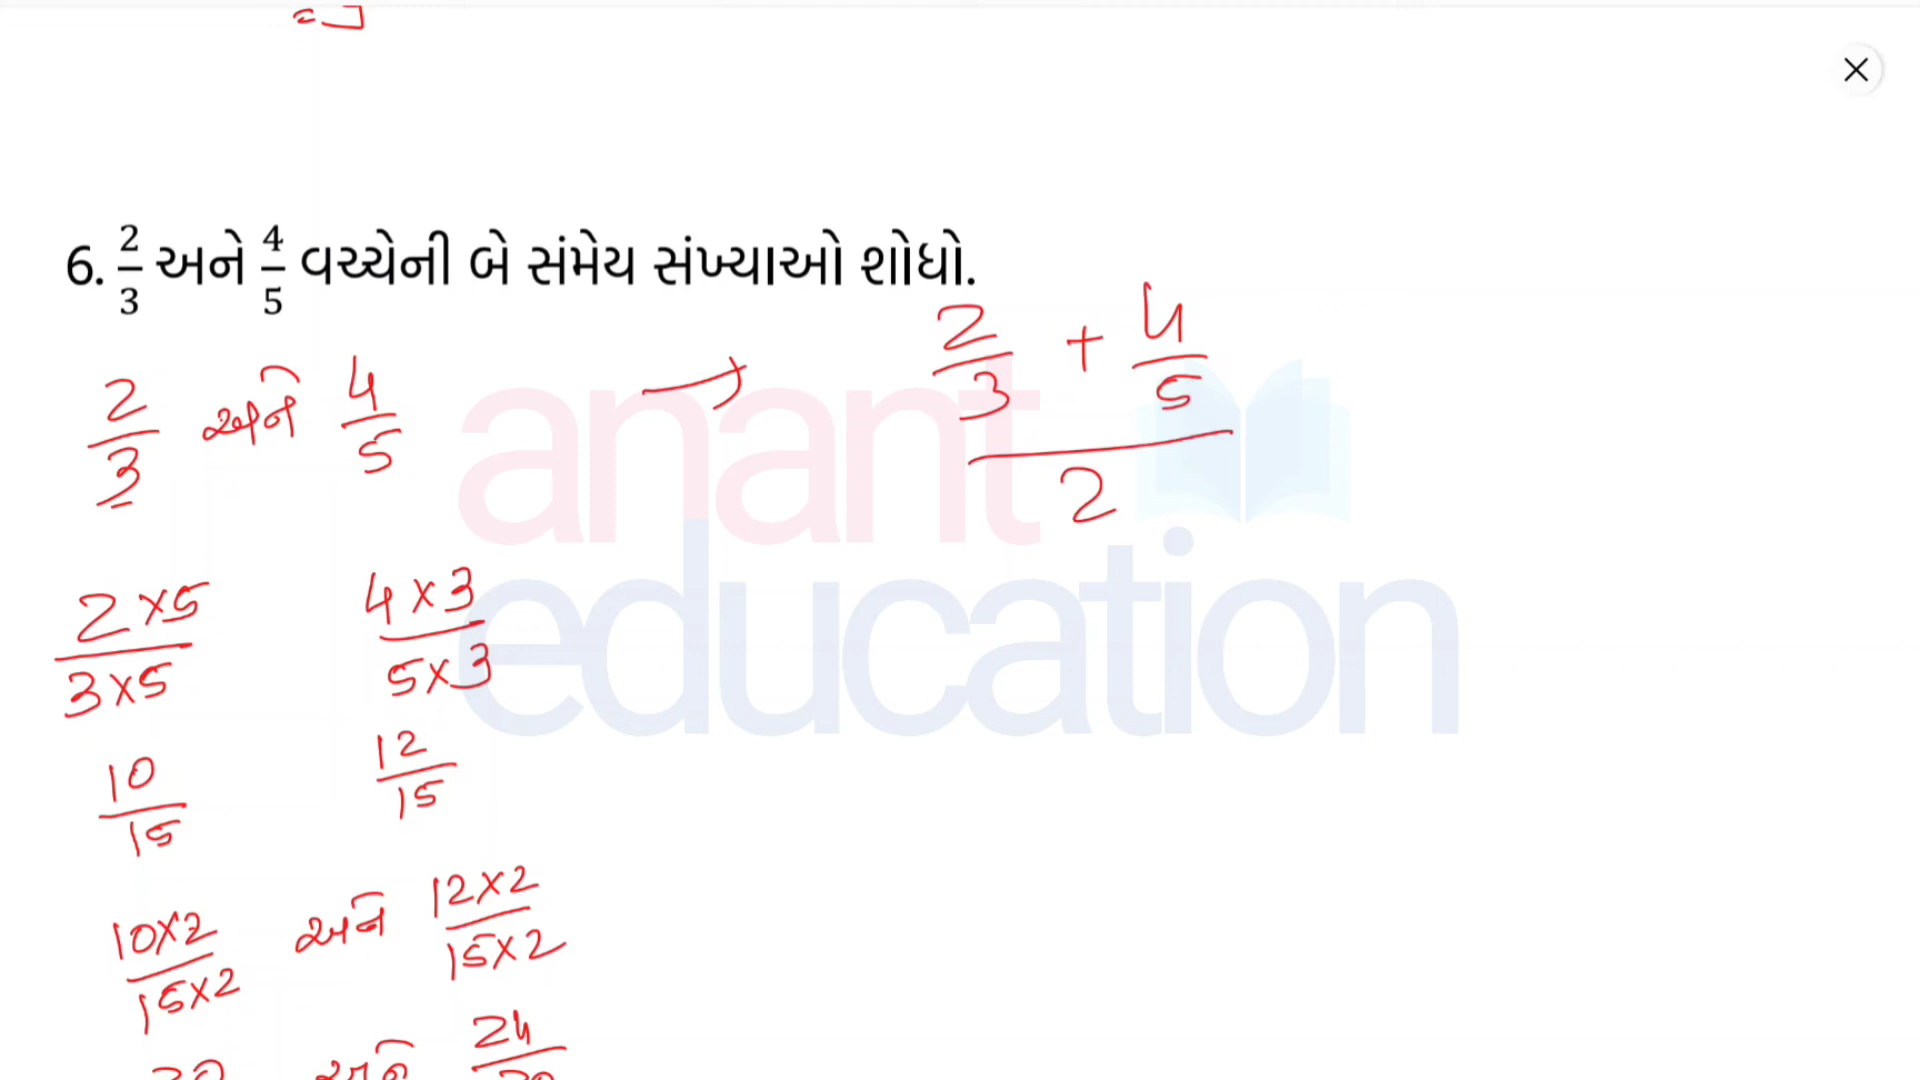 6. 2/3 અને 4/5 વચ્ચેની બે સંમેય સંખ્યાઓ શોધો.
2/3 અને 4/5 → (2/3 + 4/5)/2
2×5/3×5 4×3/5×3
10/15 12/15
10×2/15×2 અને 12×2/15×2
અને 24
anant
education